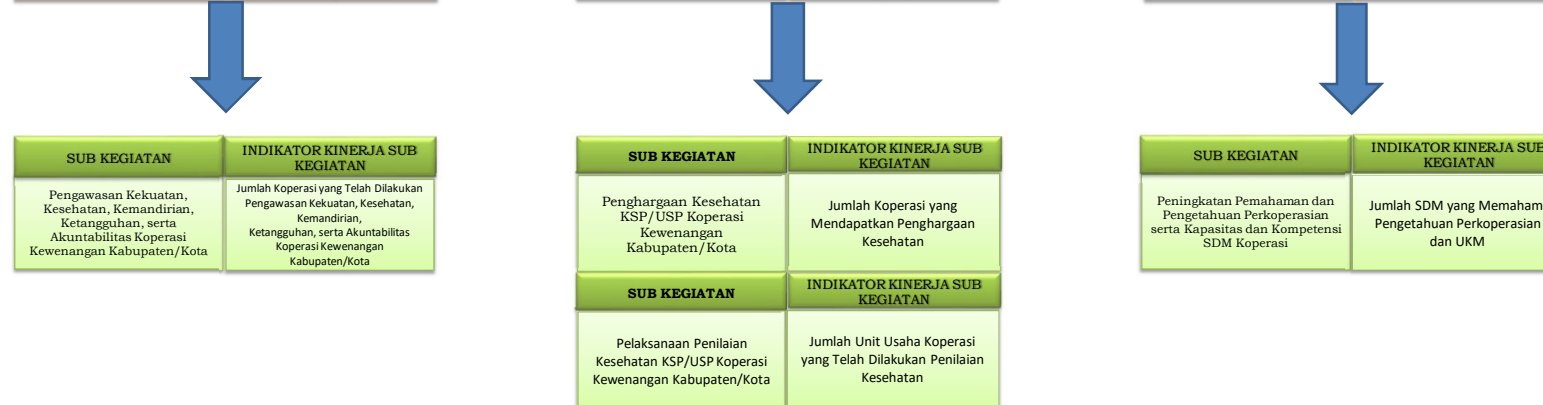 SUB KEGIATAN
INDIKATOR KINERJA SUB
KEGIATAN
Pengawasan Kekuatan,
Kesehatan, Kemandirian,
Ketangguhan, serta
Akuntabilitas Koperasi
Kewenangan Kabupaten/Kota
Jumlah Koperasi yang Telah Dilakukan
Pengawasan Kekuatan, Kesehatan,
Kemandirian,
Ketangguhan, serta Akuntabilitas
Koperasi Kewenangan
Kabupaten/Kota
SUB KEGIATAN
INDIKATOR KINERJA SUB
KEGIATAN
Penghargaan Kesehatan
KSP/USP Koperasi
Kewenangan
Kabupaten/Kota
Jumlah Koperasi yang
Mendapatkan Penghargaan
Kesehatan
SUB KEGIATAN
INDIKATOR KINERJA SUB
KEGIATAN
Pelaksanaan Penilaian
Kesehatan KSP/USP Koperasi
Kewenangan Kabupaten/Kota
Jumlah Unit Usaha Koperasi
yang Telah Dilakukan Penilaian
Kesehatan
SUB KEGIATAN
INDIKATOR KINERJA SUB
KEGIATAN
Peningkatan Pemahaman dan
Pengetahuan Perkoperasian
serta Kapasitas dan Kompetensi
SDM Koperasi
Jumlah SDM yang Memaham
Pengetahuan Perkoperasian
dan UKM